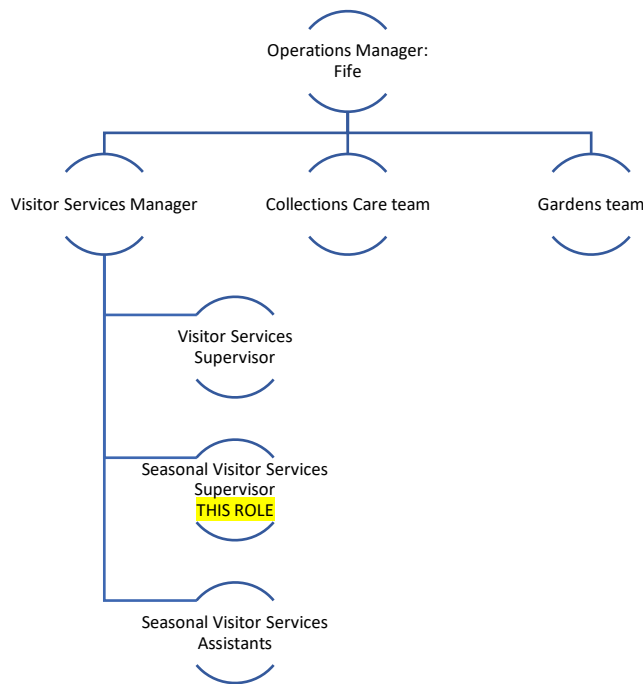 Operations Manager:
Fife
Visitor Services Manager
Collections Care team
Gardens team
Visitor Services
Supervisor
Seasonal Visitor Services
Supervisor
THIS ROLE
Seasonal Visitor Services
Assistants